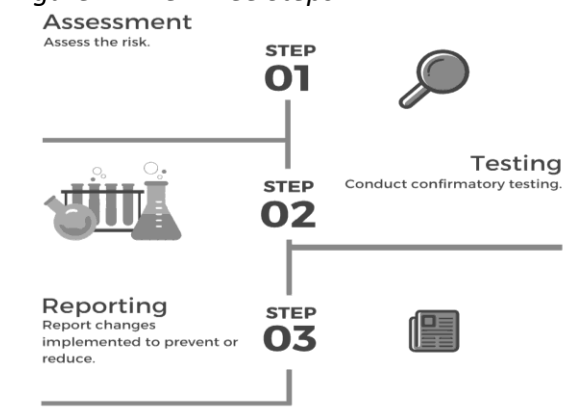 Assessment
Assess the risk.
STEP
01
Testing
Conduct confirmatory testing.
STEP
02
Reporting
Report changes
implemented to prevent or
reduce.
STEP
03